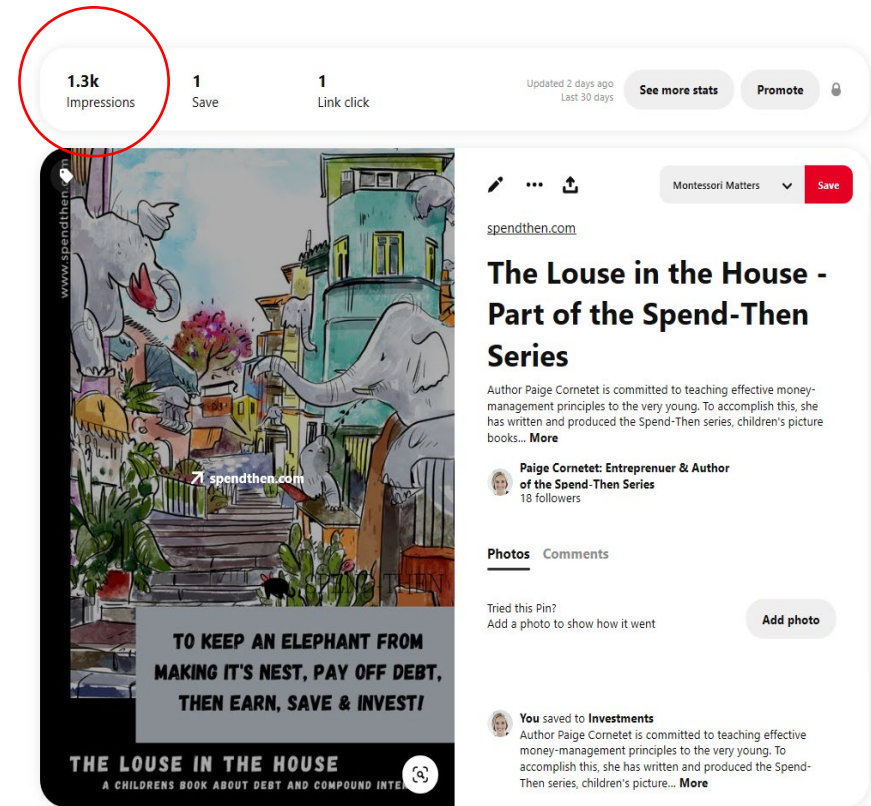 1.3k
Impressions
1
Save
1
Link click
Updated 2 days ago
Last 30 days
See more stats
Promote
www.spendthen.com
spendthen.com
SPEND-THEN
TO KEEP AN ELEPHANT FROM
MAKING IT'S NEST, PAY OFF DEBT,
THEN EARN, SAVE & INVEST!
THE LOUSE IN THE HOUSE
A CHILDRENS BOOK ABOUT DEBT AND COMPOUND
Montessori Matters
Save
spendthen.com
The Louse in the House -
Part of the Spend-Then
Series
Author Paige Cornetet is committed to teaching effective money-
management principles to the very young. To accomplish this, she
has written and produced the Spend-Then series, children's picture
books... More
Paige Cornetet: Entreprenuer & Author
of the Spend-Then Series
18 followers
Photos Comments
Tried this Pin?
Add a photo to show how it went
Add photo
You saved to Investments
Author Paige Cornetet is committed to teaching effective
money-management principles to the very young. To
accomplish this, she has written and produced the Spend-
Then series, children's picture... More